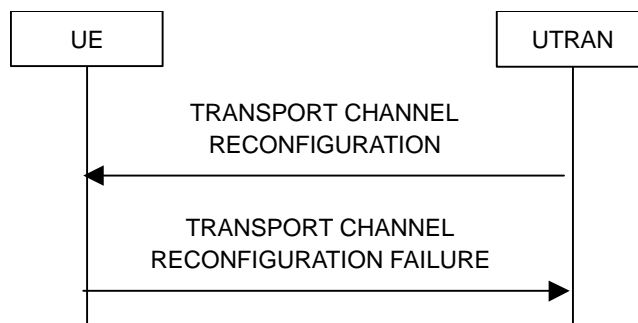 UE
UTRAN
TRANSPORT CHANNEL
RECONFIGURATION
TRANSPORT CHANNEL
RECONFIGURATION FAILURE